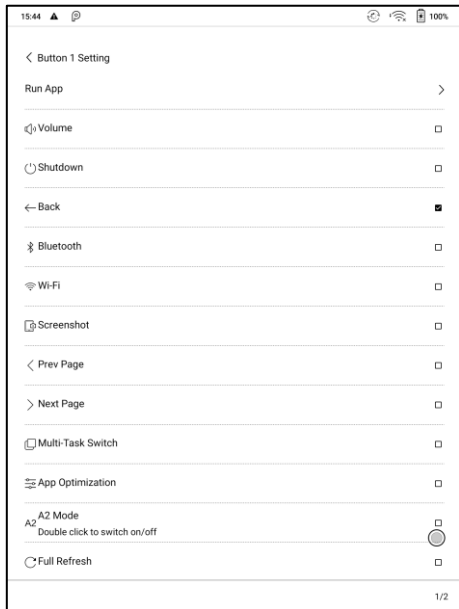 15:44 100%
Button 1 Setting
Run App
Volume
Shutdown
Back
Bluetooth
Wi-Fi
Screenshot
Prev Page
Next Page
Multi-Task Switch
App Optimization
A2 A2 Mode
Double click to switch on/off
Full Refresh
1/2